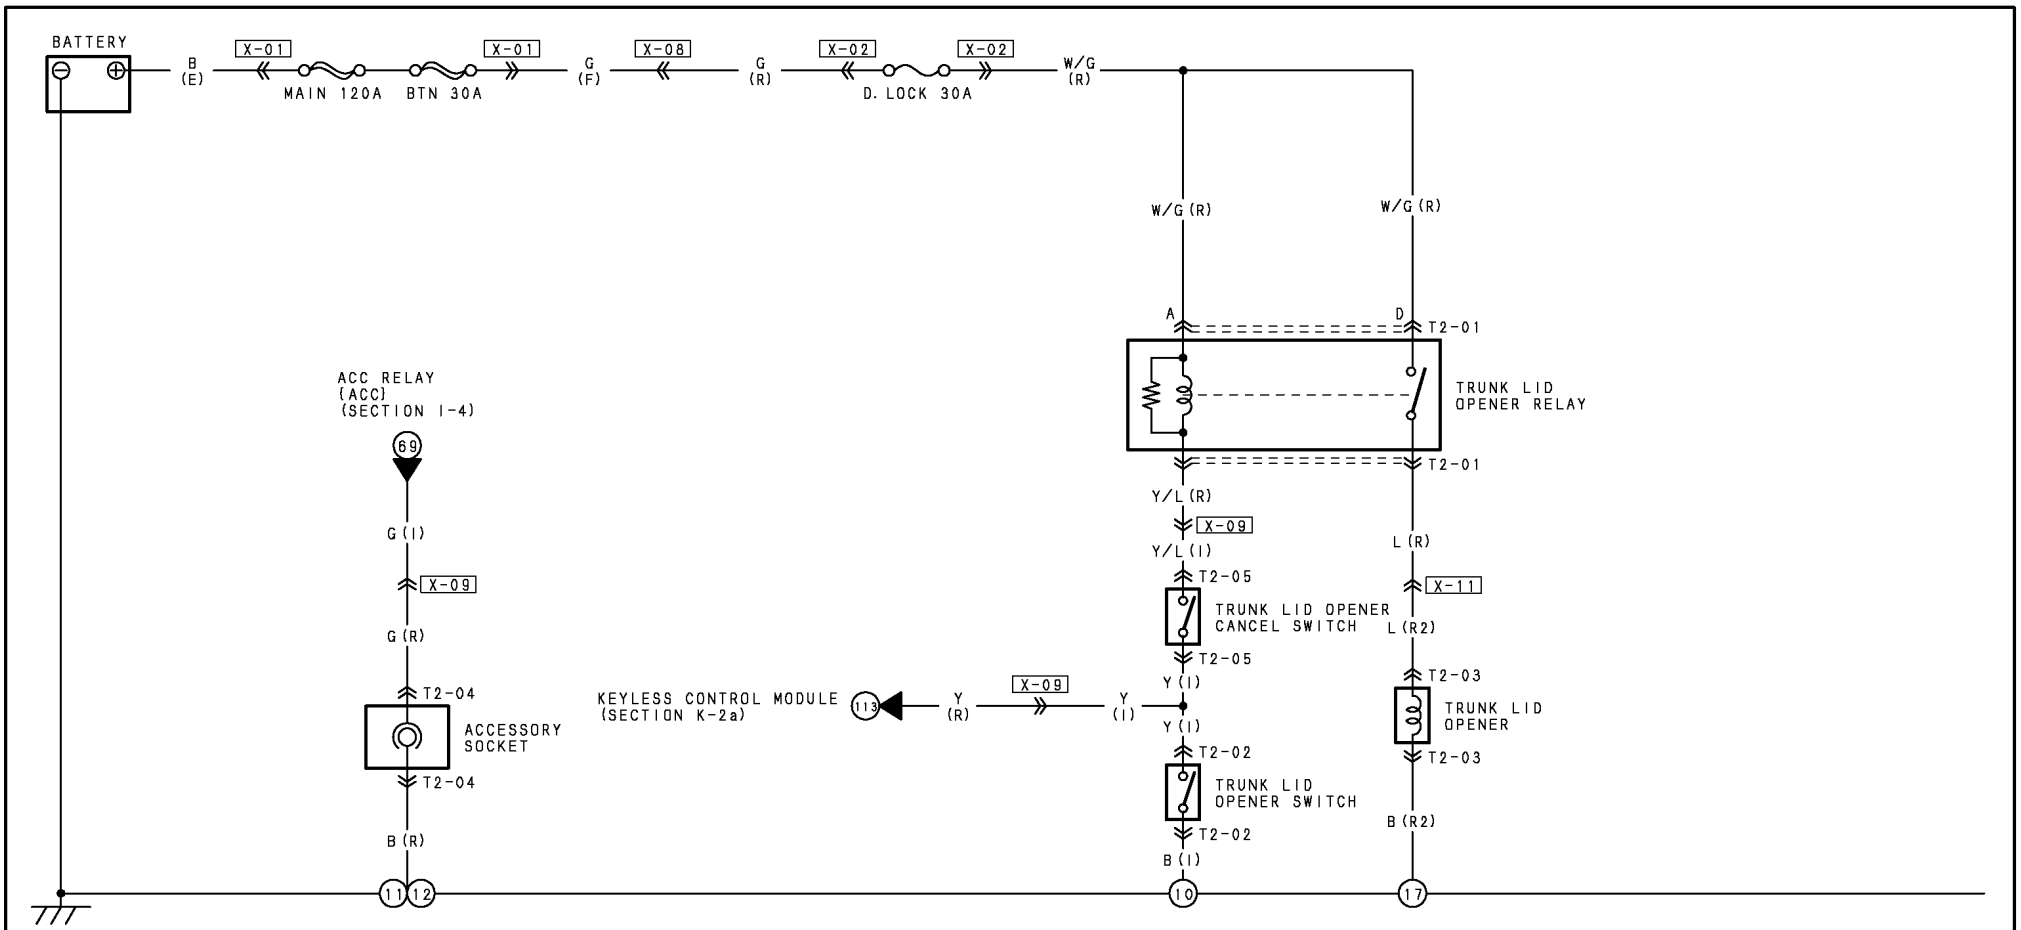 BATTERY
B
(E)
X-01
MAIN 120A
BTN 30A
X-01
G
(F)
X-08
G
(R)
X-02
D.LOCK 30A
X-02
W/G
(R)
W/G(R)
W/G(R)
A
D
T2-01
TRUNK LID
OPENER RELAY
T2-01
ACC RELAY
(ACC)
(SECTION I-4)
69
G(I)
X-09
G(R)
T2-04
ACCESSORY
SOCKET
T2-04
B(R)
11
12
Y/L(R)
X-09
Y/L(I)
T2-05
TRUNK LID OPENER
CANCEL SWITCH
T2-05
Y(I)
KEYLESS CONTROL MODULE
(SECTION K-2a)
113
Y
(R)
X-09
Y
(I)
Y(I)
T2-02
TRUNK LID
OPENER SWITCH
T2-02
B(I)
10
L(R)
X-11
L(R2)
T2-03
TRUNK LID
OPENER
T2-03
B(R2)
17